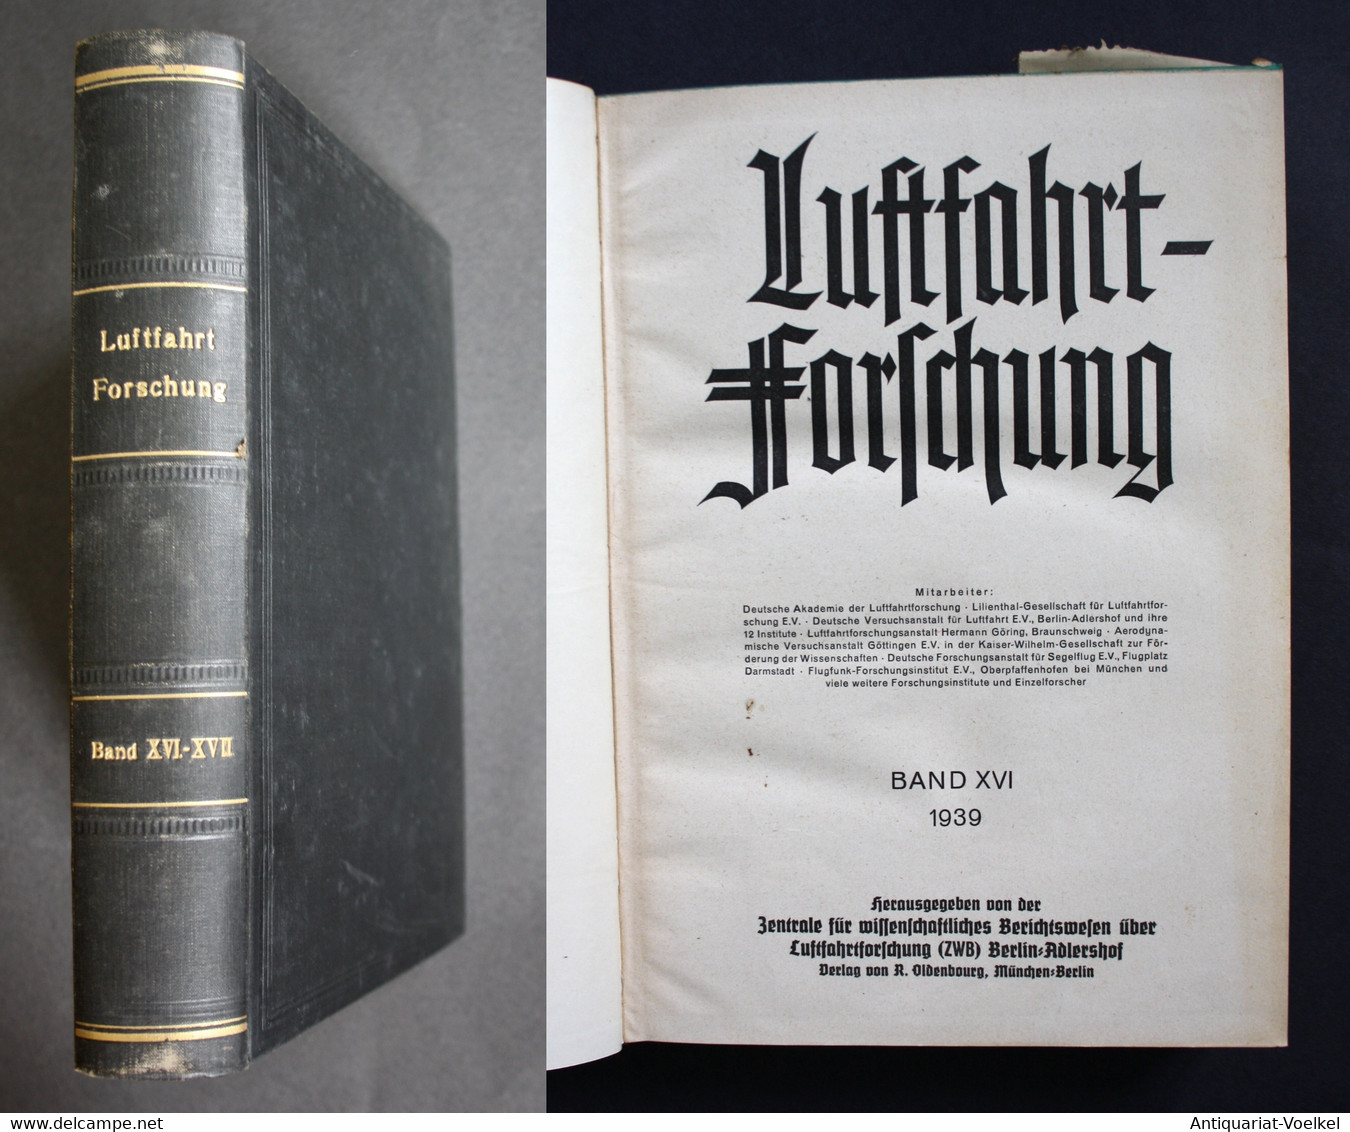 Luftfahrt
Forschung
Band XVI.-XVII
Luftfahrt-
Forschung
Mitarbeiter:
Deutsche Akademie der Luftfahrtforschung · Lilienthal-Gesellschaft für Luftfahrtfor-
schung E.V. · Deutsche Versuchsanstalt für Luftfahrt E.V., Berlin-Adlershof und ihre
12 Institute · Luftfahrtforschungsanstalt Hermann Göring, Braunschweig · Aerodyna-
mische Versuchsanstalt Göttingen E.V. in der Kaiser-Wilhelm-Gesellschaft zur För-
derung der Wissenschaften · Deutsche Forschungsanstalt für Segelflug E.V., Flugplatz
Darmstadt · Flugfunk-Forschungsinstitut E.V., Oberpfaffenhofen bei München und
viele weitere Forschungsinstitute und Einzelforscher
BAND XVI
1939
Herausgegeben von der
Zentrale für wissenschaftliches Berichtswesen über
Luftfahrtforschung (ZWB) Berlin-Adlershof
Verlag von R. Oldenbourg, München-Berlin
Antiquariat-Voelkel.com